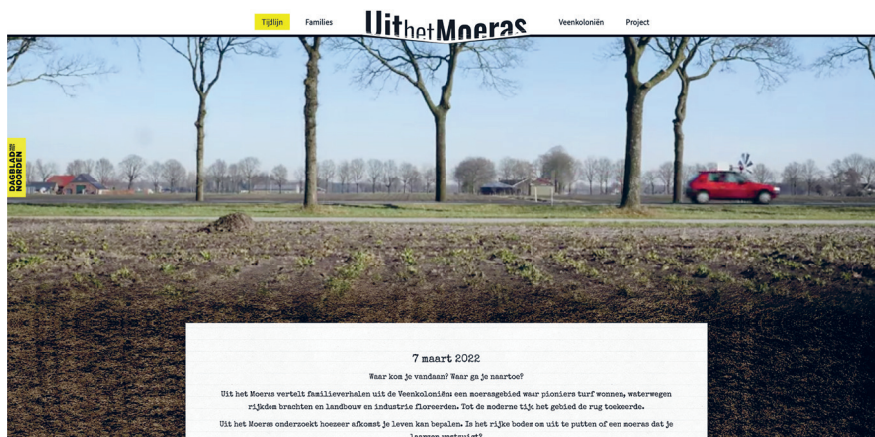 Tijdlijn
Families
Uit het Moeras
Veenkoloniën
Project
DAGBLAD VAN HET NOORDEN
7 maart 2022
Waar kom je vandaan? Waar ga je naartoe?
Uit het Moeras vertelt familieverhalen uit de Veenkoloniën: een moerasgebied waar pioniers turf wonnen, waterwegen
rijkdom brachten en landbouw en industrie floreerden. Tot de moderne tijd het gebied de rug toekeerde.
Uit het Moeras onderzoekt hoezeer afkomst je leven kan bepalen. Is het rijke bodem om uit te putten of een moeras dat je